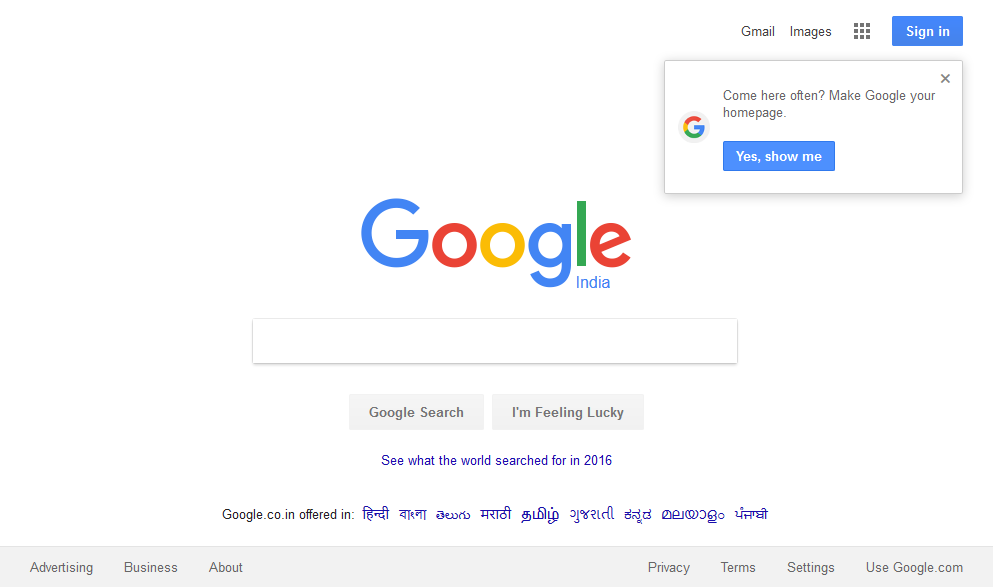 Gmail Images Sign in
Come here often? Make Google your
homepage.
Yes, show me
Google
India
Google Search I'm Feeling Lucky
See what the world searched for in 2016
Google.co.in offered in: हिन्दी বাংলা తెలుగు मराठी தமிழ் ગુજરાતી ಕನ್ನಡ മലയാളം ਪੰਜਾਬੀ
Advertising Business About Privacy Terms Settings Use Google.com